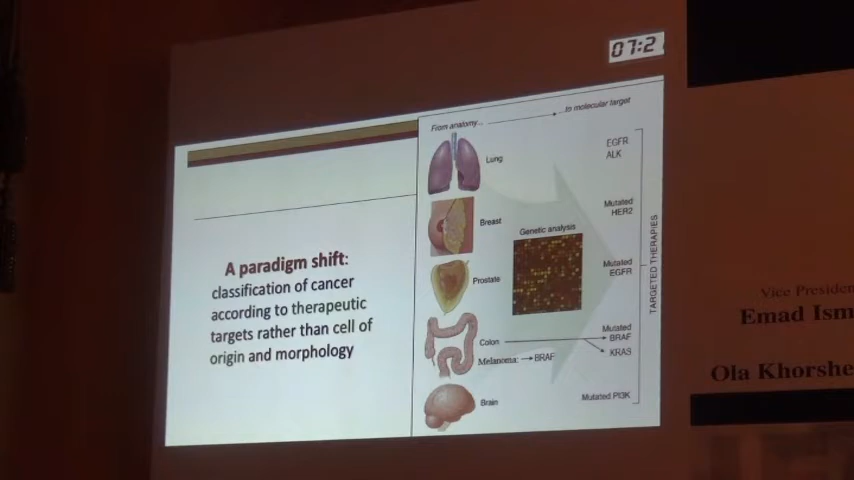 07:2
From anatomy...
...to molecular target
Lung
EGFR
ALK
Breast
Mutated
HER2
Genetic analysis
Prostate
Mutated
EGFR
Colon
Mutated
BRAF
KRAS
Melanoma: → BRAF
Brain
Mutated PI3K
TARGETED THERAPIES
A paradigm shift:
classification of cancer
according to therapeutic
targets rather than cell of
origin and morphology
Vice Presiden
Emad Ism
Ola Khorshe